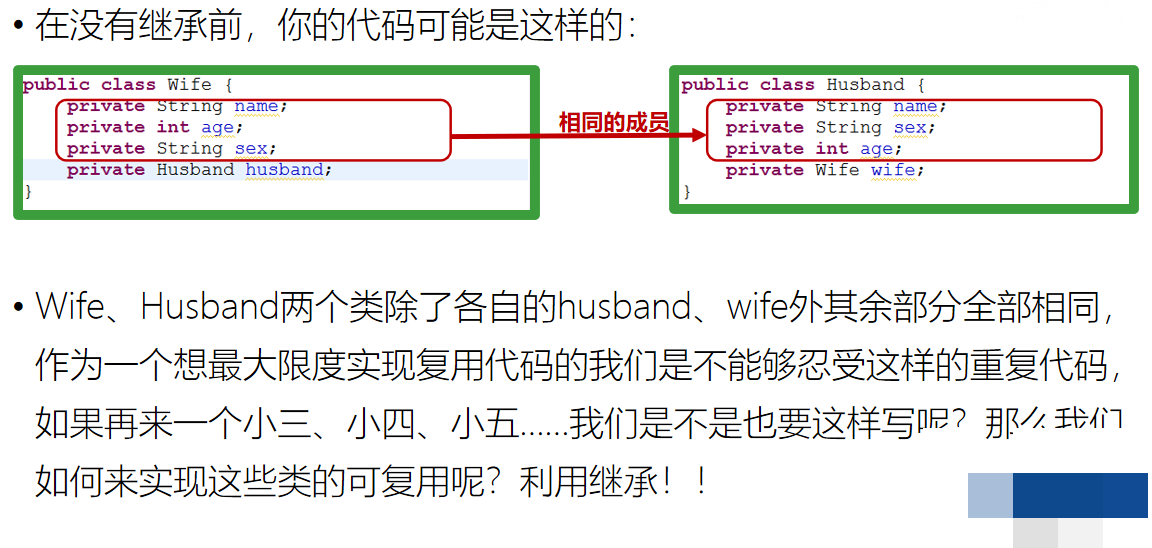 • 在没有继承前，你的代码可能是这样的：
public class Wife {
private String name;
private int age;
private String sex;
private Husband husband;
}
相同的成员
public class Husband {
private String name;
private String sex;
private int age;
private Wife wife;
}
• Wife、Husband两个类除了各自的husband、wife外其余部分全部相同，
作为一个想最大限度实现复用代码的我们是不能够忍受这样的重复代码，
如果再来一个小三、小四、小五……我们是不是也要这样写呢？那么我们
如何来实现这些类的可复用呢？利用继承！！